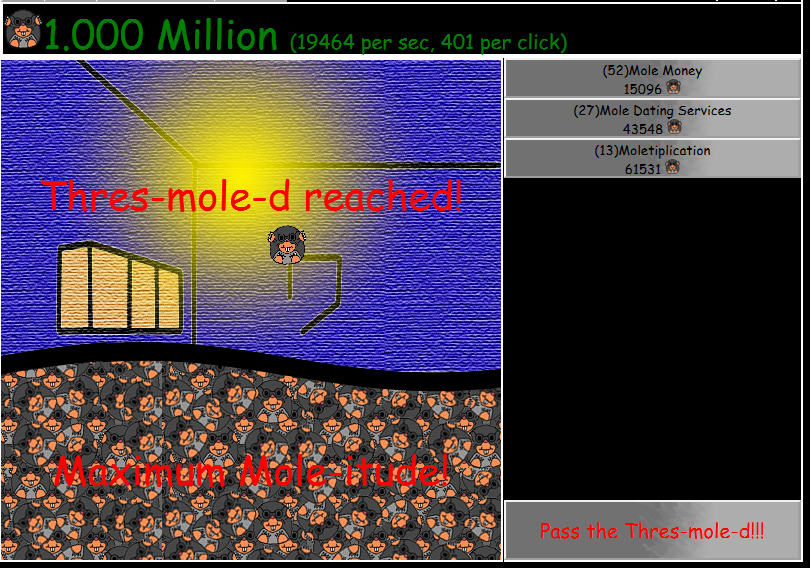 1.000 Million (19464 per sec, 401 per click)
(52)Mole Money
15096
(27)Mole Dating Services
43548
(13)Moletiplication
61531
Thres-mole-d reached!
Maximum Mole-itude!
Pass the Thres-mole-d!!!